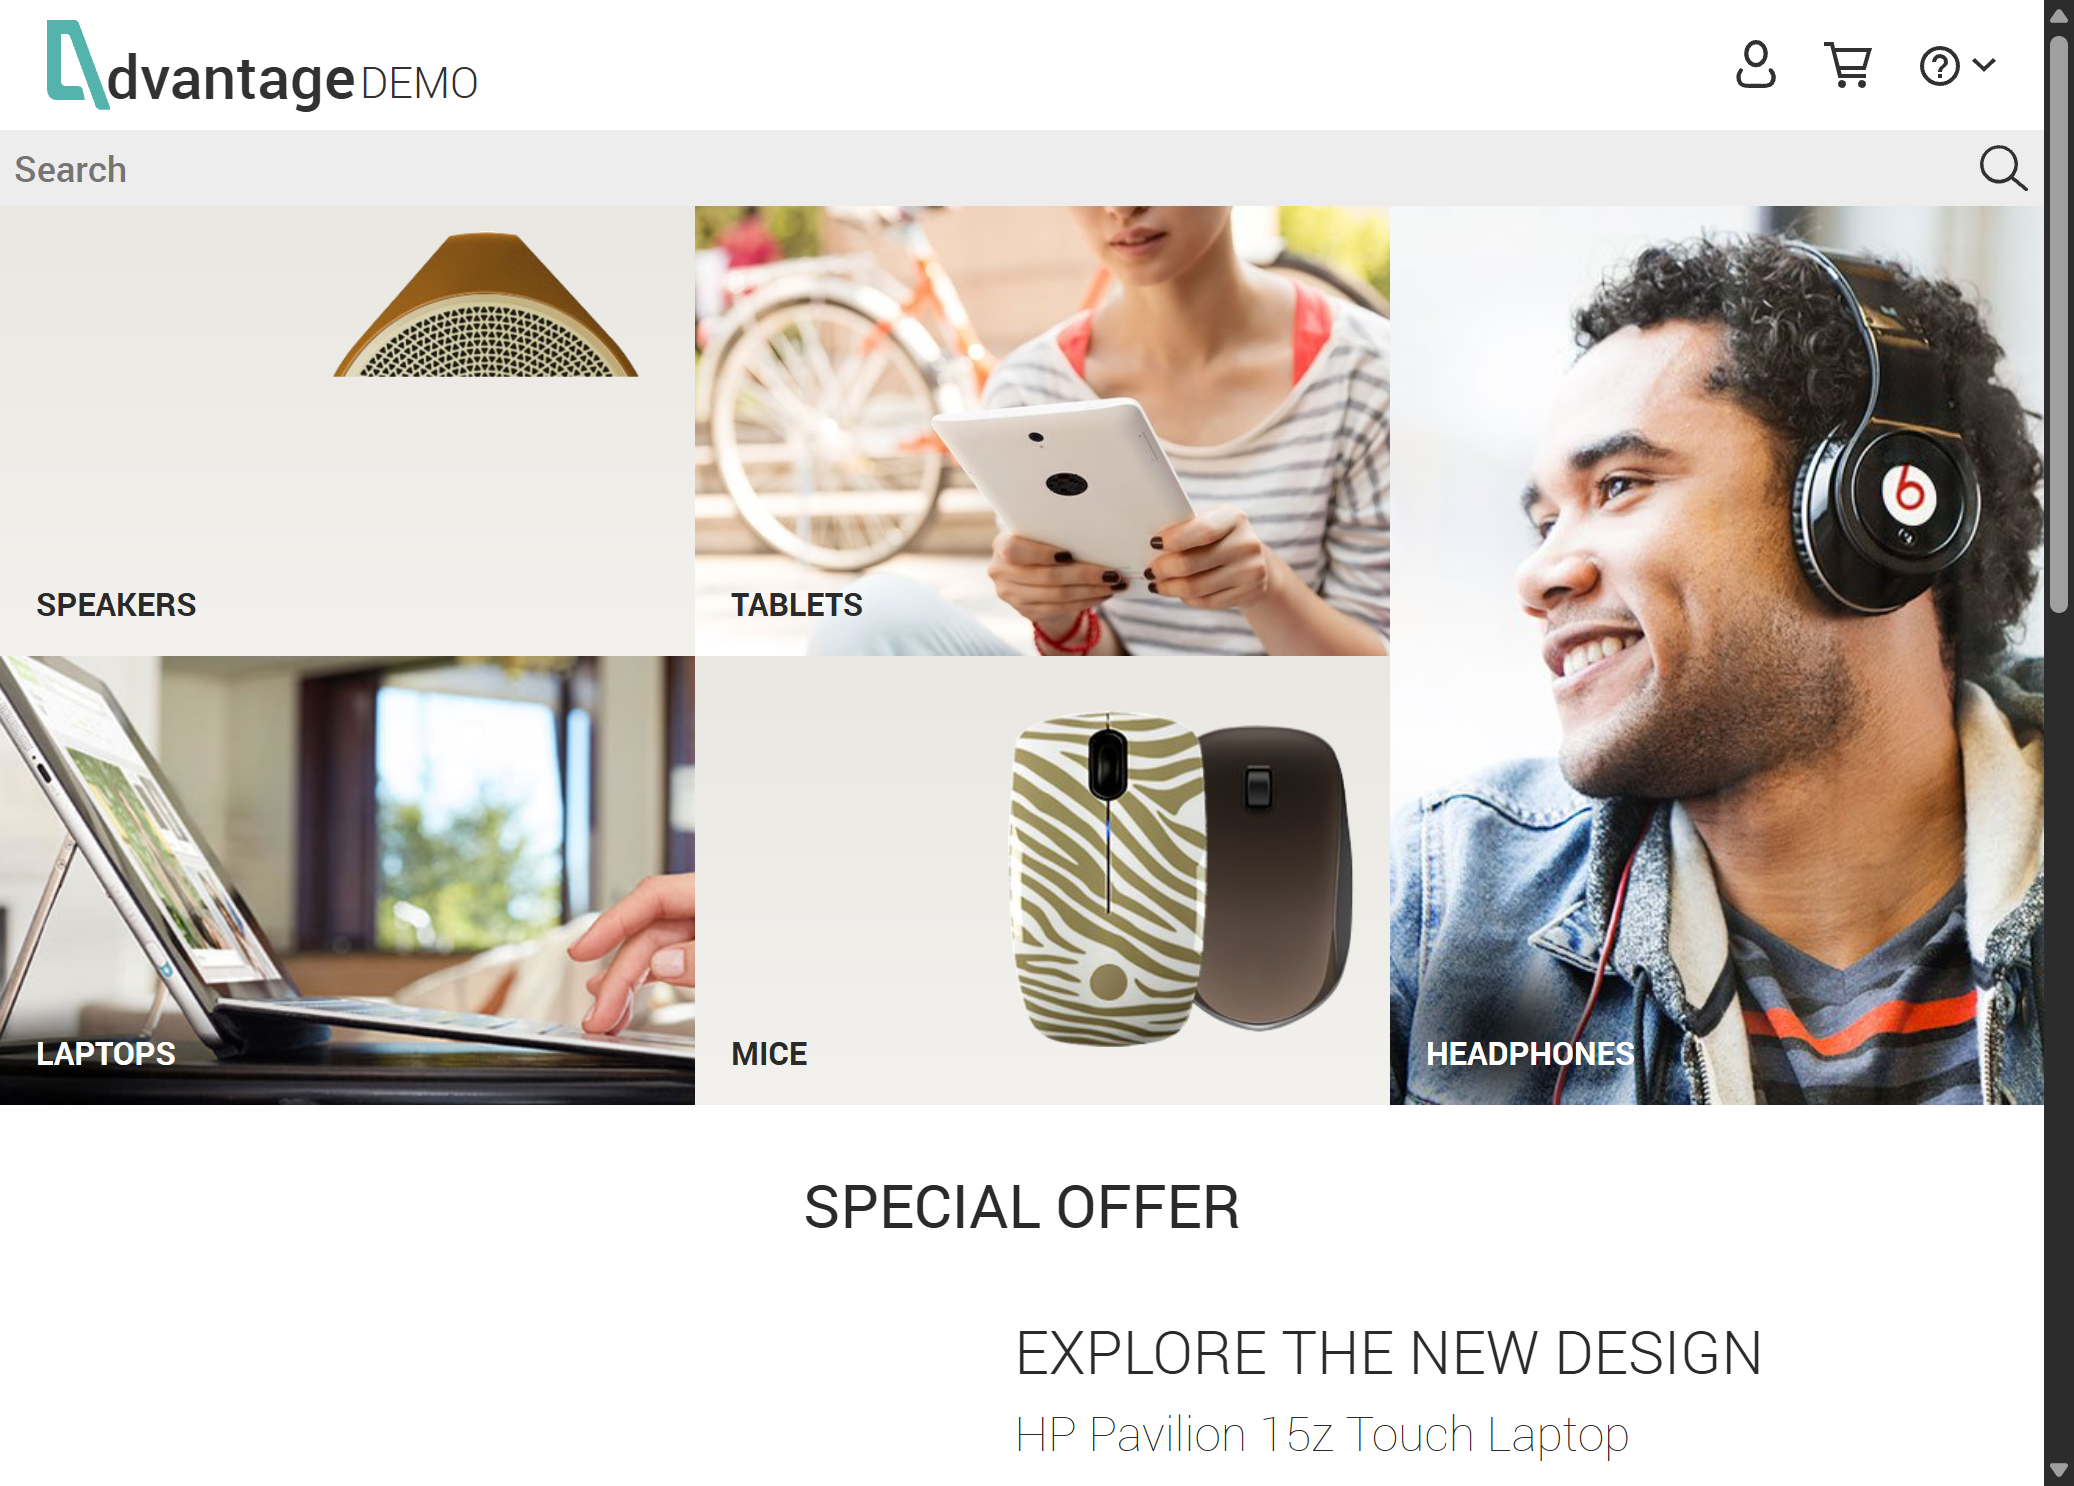 dvantage DEMO
Search
SPEAKERS
TABLETS
LAPTOPS
MICE
HEADPHONES
SPECIAL OFFER
EXPLORE THE NEW DESIGN
HP Pavilion 15z Touch Laptop